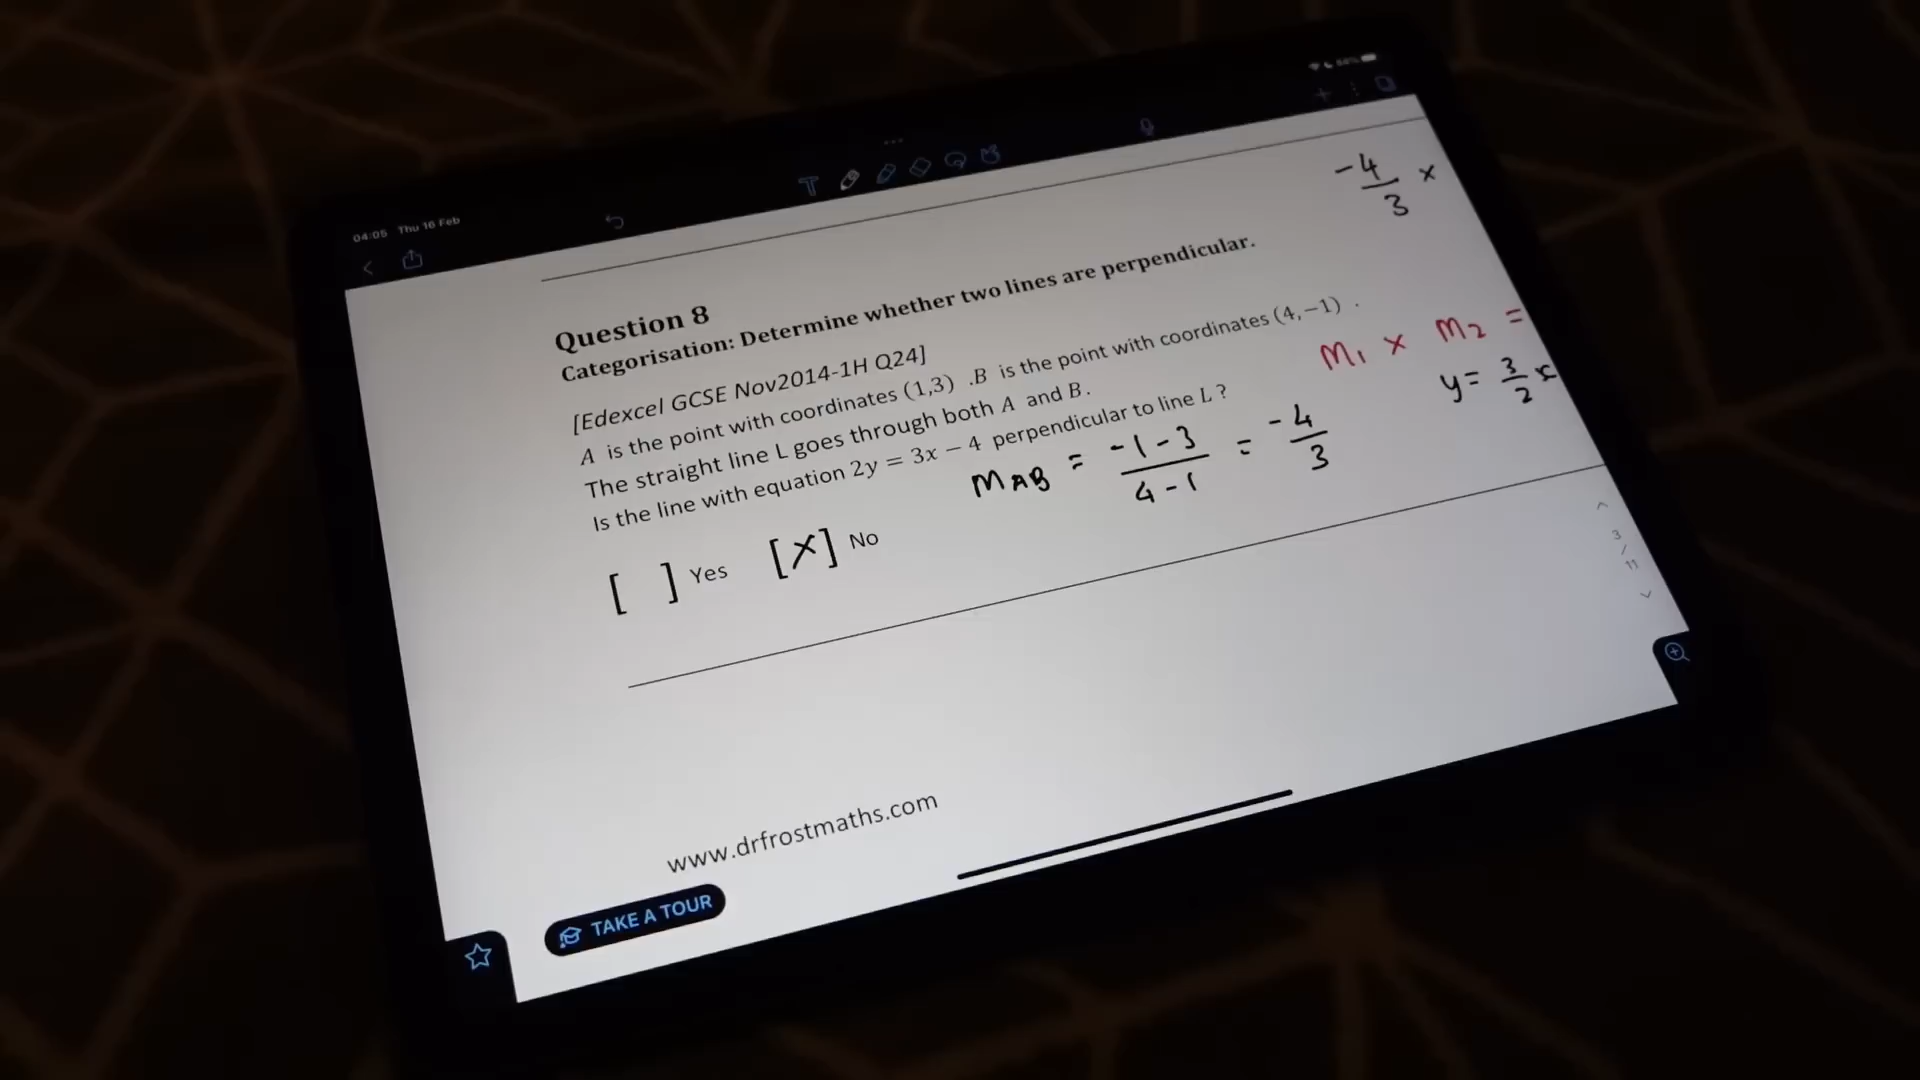 04:05 Thu 16 Feb
-4/3 ×
Question 8
Categorisation: Determine whether two lines are perpendicular.
[Edexcel GCSE Nov2014-1H Q24]
A is the point with coordinates (1,3) .B is the point with coordinates (4,−1) .
The straight line L goes through both A and B.
Is the line with equation 2y = 3x − 4 perpendicular to line L ?
M₁ × M₂ =
y = 3/2 x
M AB = -1-3/4-1 = -4/3
[ ] Yes [X] No
3
/
11
www.drfrostmaths.com
TAKE A TOUR